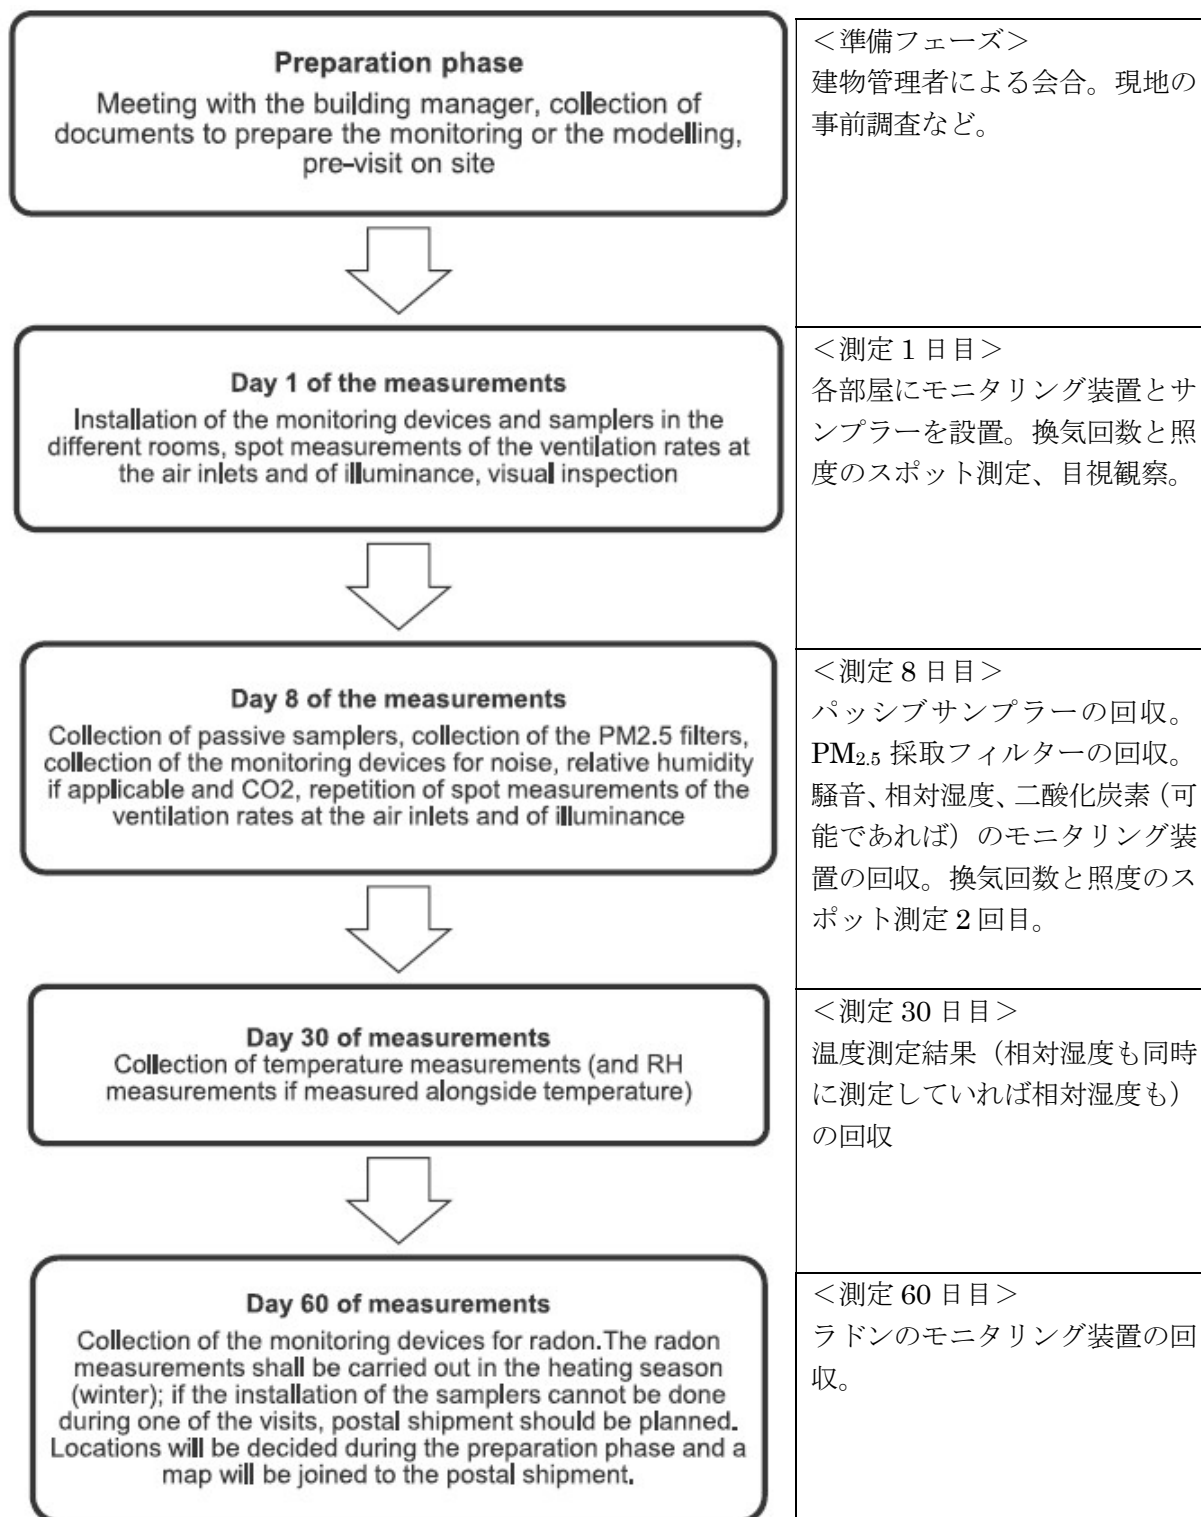 Preparation phase
Meeting with the building manager, collection of
documents to prepare the monitoring or the modelling,
pre-visit on site
＜準備フェーズ＞
建物管理者による会合。現地の
事前調査など。
Day 1 of the measurements
Installation of the monitoring devices and samplers in the
different rooms, spot measurements of the ventilation rates at
the air inlets and of illuminance, visual inspection
＜測定 1 日目＞
各部屋にモニタリング装置とサ
ンプラーを設置。換気回数と照
度のスポット測定、目視観察。
Day 8 of the measurements
Collection of passive samplers, collection of the PM2.5 filters,
collection of the monitoring devices for noise, relative humidity
if applicable and CO2, repetition of spot measurements of the
ventilation rates at the air inlets and of illuminance
＜測定 8 日目＞
パッシブサンプラーの回収。
PM2.5 採取フィルターの回収。
騒音、相対湿度、二酸化炭素（可
能であれば）のモニタリング装
置の回収。換気回数と照度のス
ポット測定 2 回目。
Day 30 of measurements
Collection of temperature measurements (and RH
measurements if measured alongside temperature)
＜測定 30 日目＞
温度測定結果（相対湿度も同時
に測定していれば相対湿度も）
の回収
Day 60 of measurements
Collection of the monitoring devices for radon.The radon
measurements shall be carried out in the heating season
(winter); if the installation of the samplers cannot be done
during one of the visits, postal shipment should be planned.
Locations will be decided during the preparation phase and a
map will be joined to the postal shipment.
＜測定 60 日目＞
ラドンのモニタリング装置の回
収。